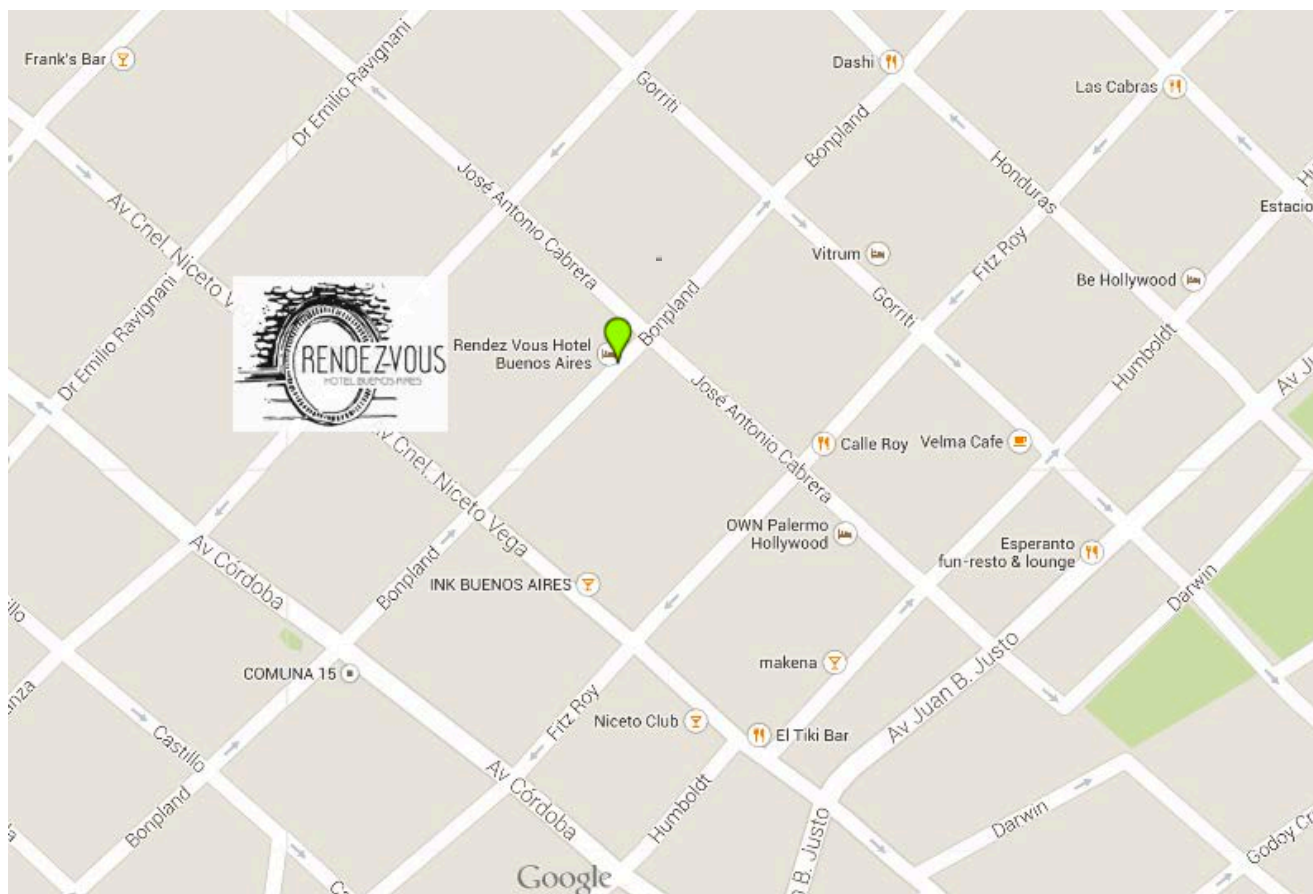 Frank's Bar
Dr Emilio Ravignani
Gorriti
Dashi
Las Cabras
Bonpland
Honduras
José Antonio Cabrera
Av Cnel. Niceto
Estacio
Fitz Roy
Vitrum
Be Hollywood
Dr Emilio Ravignani
RENDEZ-VOUS
HOTEL BUENOS AIRES
Rendez Vous Hotel
Buenos Aires
Bonpland
Gorriti
Humboldt
Av J
José Antonio Cabrera
Calle Roy
Velma Cafe
Av Cnel. Niceto Vega
OWN Palermo
Hollywood
Esperanto
fun-resto & lounge
Darwin
Av Córdoba
Bonpland
INK BUENOS AIRES
COMUNA 15
makena
Av Juan B. Justo
Fitz Roy
Niceto Club
El Tiki Bar
Castillo
Av Córdoba
Humboldt
Bonpland
Darwin
B. Justo
Godoy Cr
Google